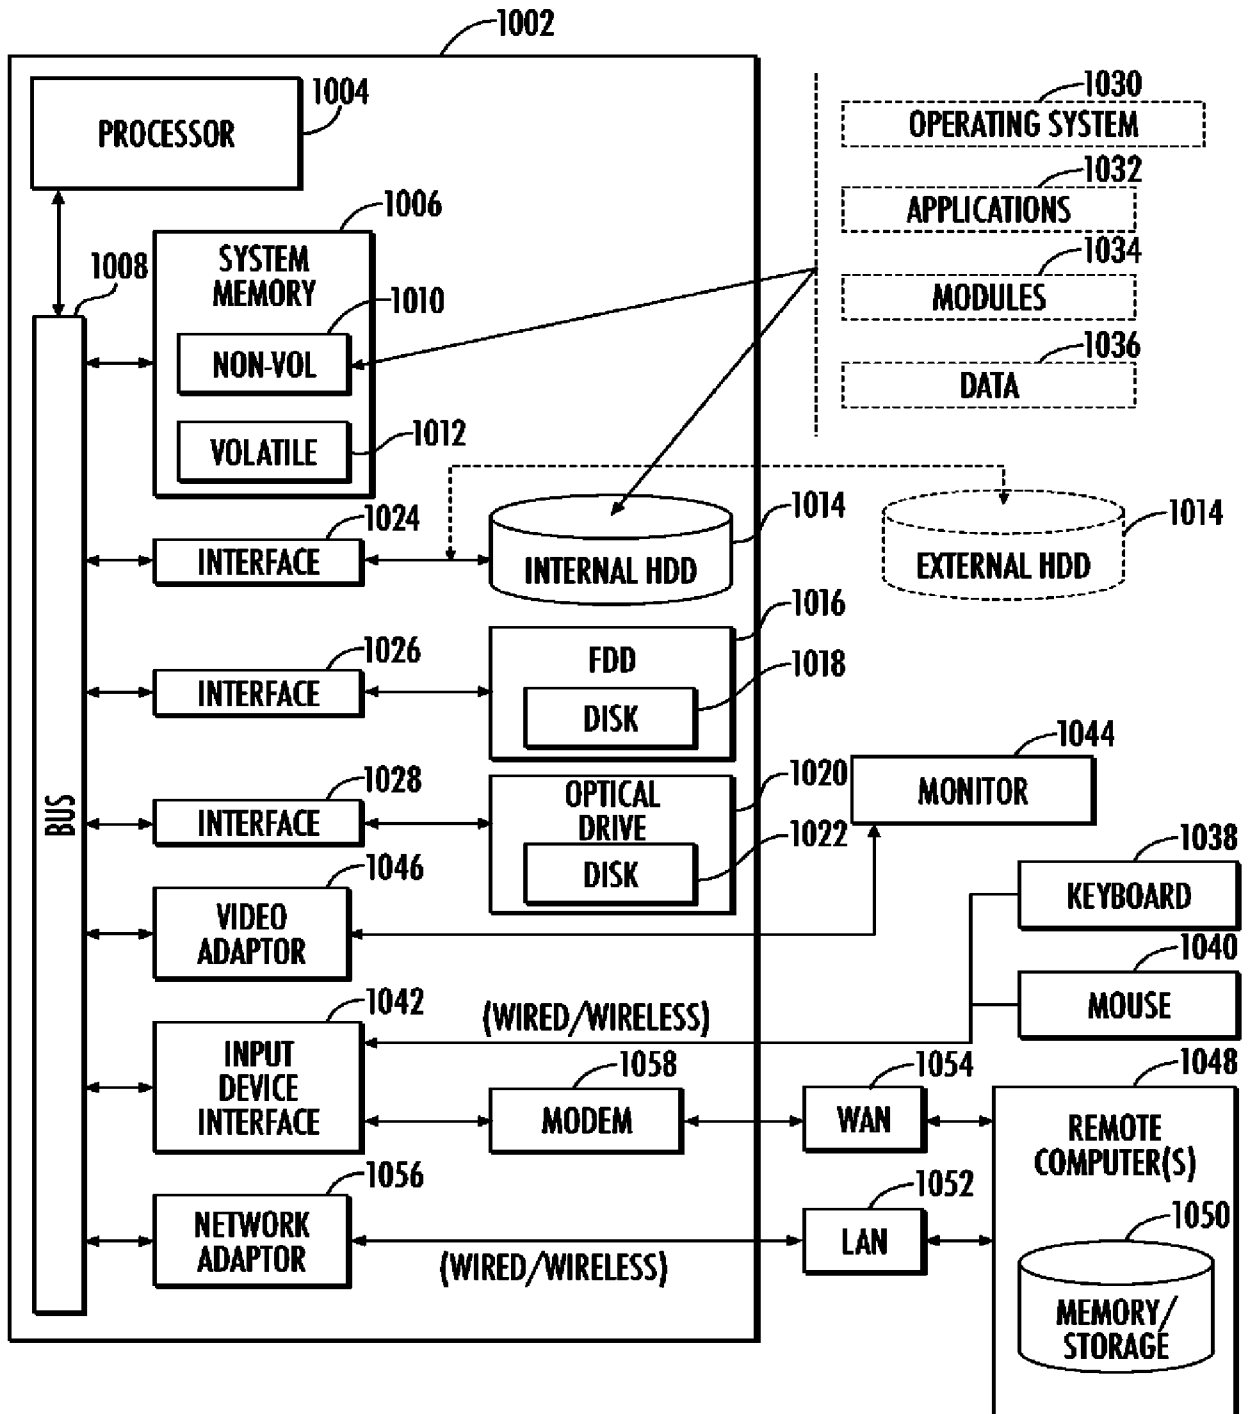 1002
1004
PROCESSOR
1030
OPERATING SYSTEM
1032
APPLICATIONS
1034
MODULES
1036
DATA
1006
SYSTEM
MEMORY
1008
1010
NON-VOL
1012
VOLATILE
1024
INTERFACE
1014
INTERNAL HDD
1014
EXTERNAL HDD
1026
INTERFACE
1016
FDD
1018
DISK
1028
INTERFACE
1020
OPTICAL
DRIVE
1022
DISK
1044
MONITOR
BUS
1046
VIDEO
ADAPTOR
1038
KEYBOARD
1040
MOUSE
1042
INPUT
DEVICE
INTERFACE
(WIRED/WIRELESS)
1058
MODEM
1054
WAN
1048
REMOTE
COMPUTER(S)
1056
NETWORK
ADAPTOR
(WIRED/WIRELESS)
1052
LAN
1050
MEMORY/
STORAGE